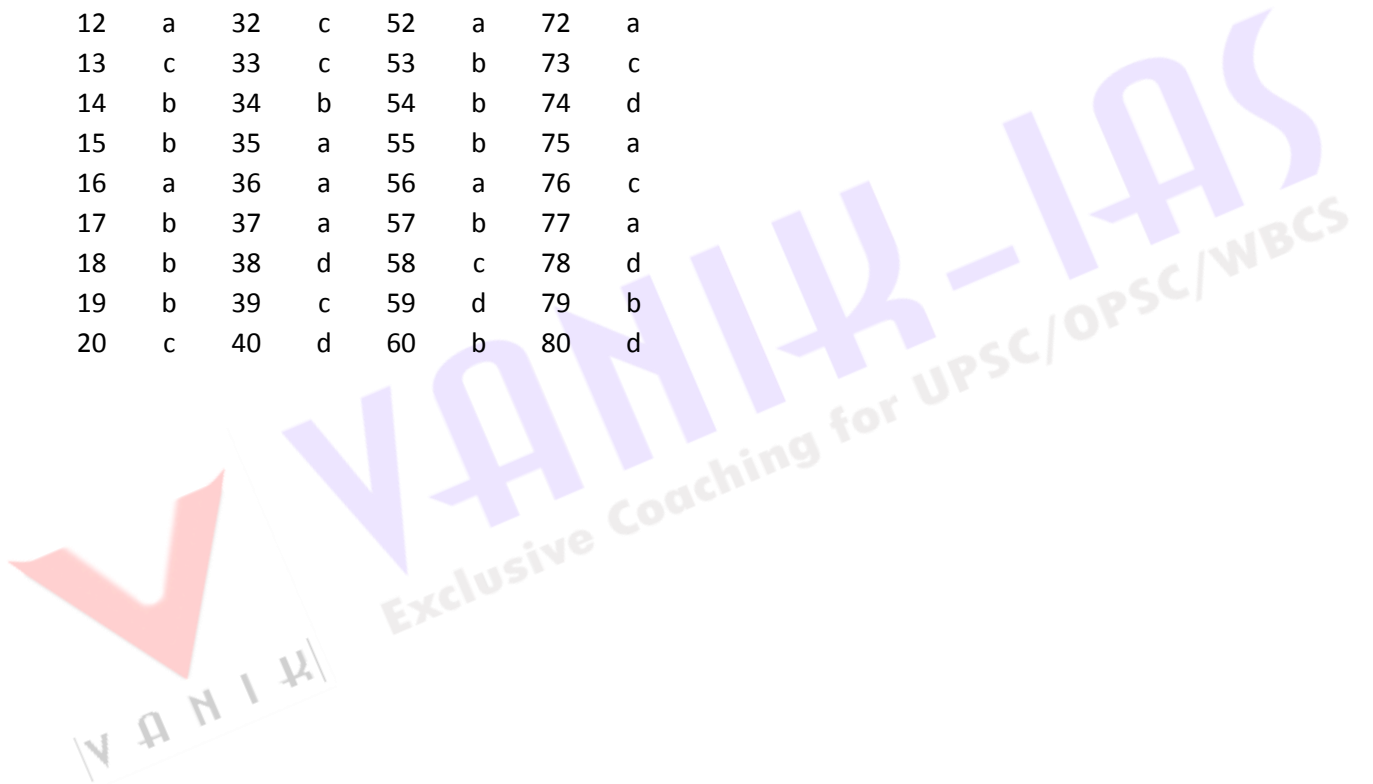 12 a 32 c 52 a 72 a
13 c 33 c 53 b 73 c
14 b 34 b 54 b 74 d
15 b 35 a 55 b 75 a
16 a 36 a 56 a 76 c
17 b 37 a 57 b 77 a
18 b 38 d 58 c 78 d
19 b 39 c 59 d 79 b
20 c 40 d 60 b 80 d
VANIK-IAS
Exclusive Coaching for UPSC/OPSC/WBCS
VANIK